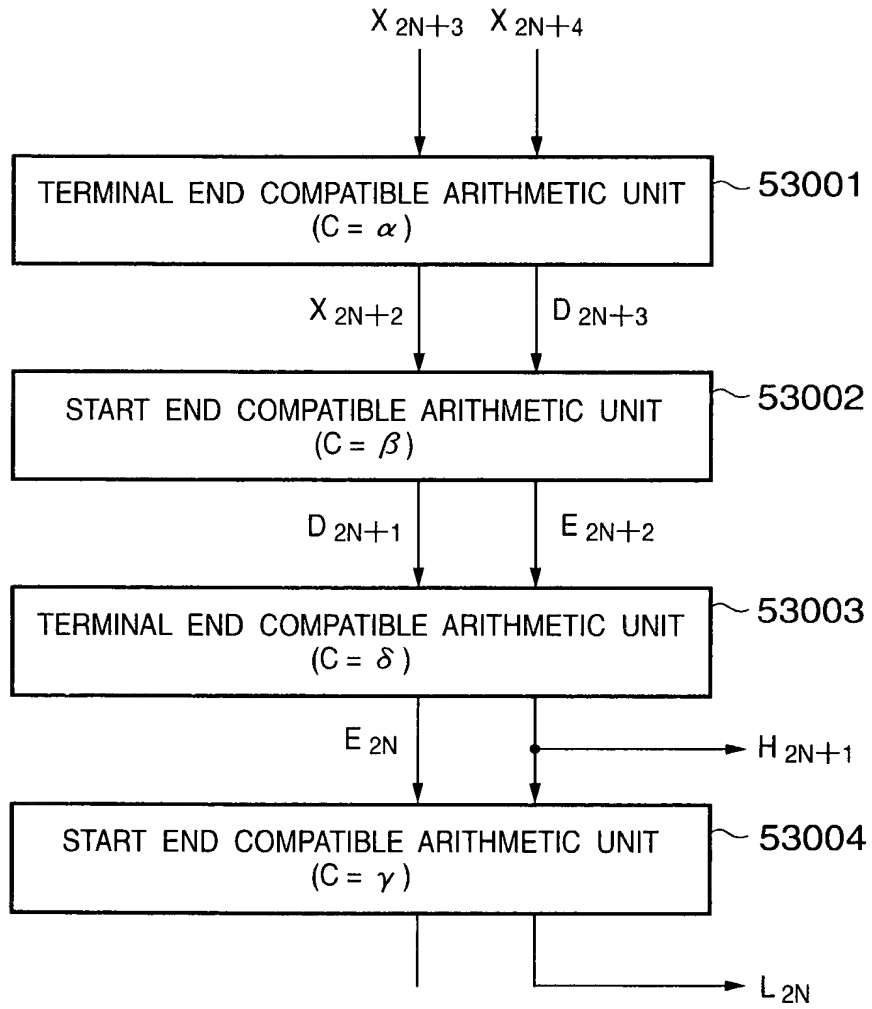 X 2N+3 X 2N+4
TERMINAL END COMPATIBLE ARITHMETIC UNIT
(C = α)
53001
X 2N+2 D 2N+3
START END COMPATIBLE ARITHMETIC UNIT
(C = β)
53002
D 2N+1 E 2N+2
TERMINAL END COMPATIBLE ARITHMETIC UNIT
(C = δ)
53003
E 2N
H 2N+1
START END COMPATIBLE ARITHMETIC UNIT
(C = γ)
53004
L 2N